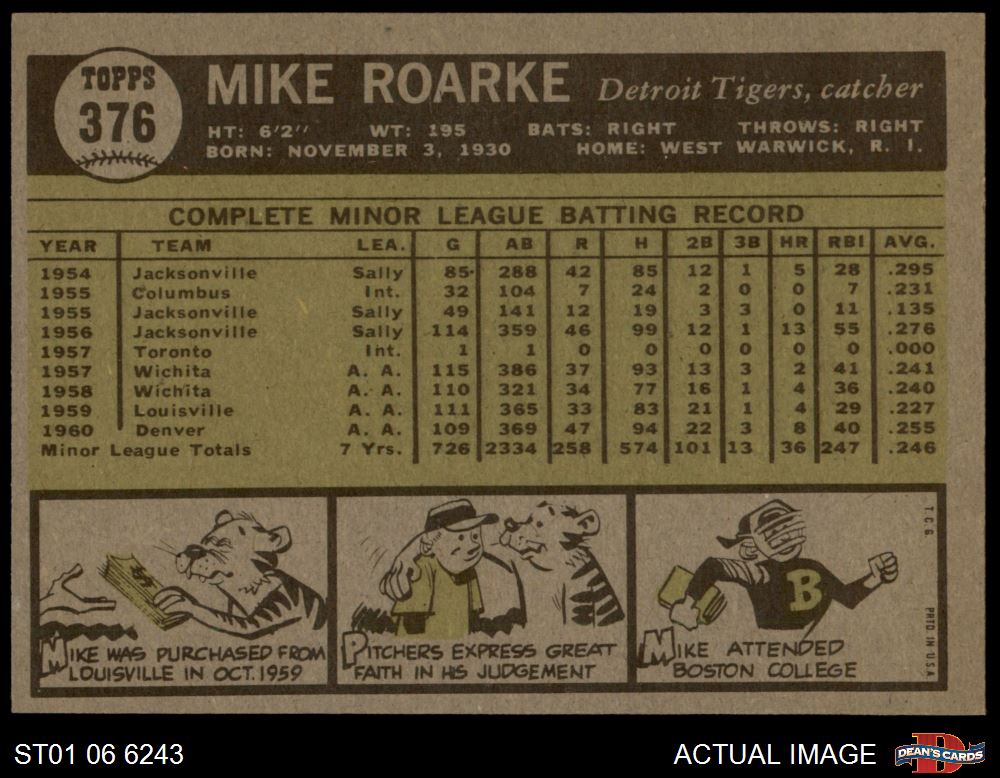 TOPPS
376
MIKE ROARKE Detroit Tigers, catcher
HT: 6'2" WT: 195 BATS: RIGHT THROWS: RIGHT
BORN: NOVEMBER 3, 1930 HOME: WEST WARWICK, R. I.
COMPLETE MINOR LEAGUE BATTING RECORD
YEAR TEAM LEA. G AB R H 2B 3B HR RBI AVG.
1954 Jacksonville Sally 85 288 42 85 12 1 5 28 .295
1955 Columbus Int. 32 104 7 24 2 0 0 7 .231
1955 Jacksonville Sally 49 141 12 19 3 3 0 11 .135
1956 Jacksonville Sally 114 359 46 99 12 1 13 55 .276
1957 Toronto Int. 1 1 0 0 0 0 0 0 .000
1957 Wichita A. A. 115 386 37 93 13 3 2 41 .241
1958 Wichita A. A. 110 321 34 77 16 1 4 36 .240
1959 Louisville A. A. 111 365 33 83 21 1 4 29 .227
1960 Denver A. A. 109 369 47 94 22 3 8 40 .255
Minor League Totals 7 Yrs. 726 2334 258 574 101 13 36 247 .246
MIKE WAS PURCHASED FROM
LOUISVILLE IN OCT. 1959
PITCHERS EXPRESS GREAT
FAITH IN HIS JUDGEMENT
B
MIKE ATTENDED
BOSTON COLLEGE
T.C.G.
PRTD IN U.S.A.
ST01 06 6243
ACTUAL IMAGE
D
DEAN'S CARDS